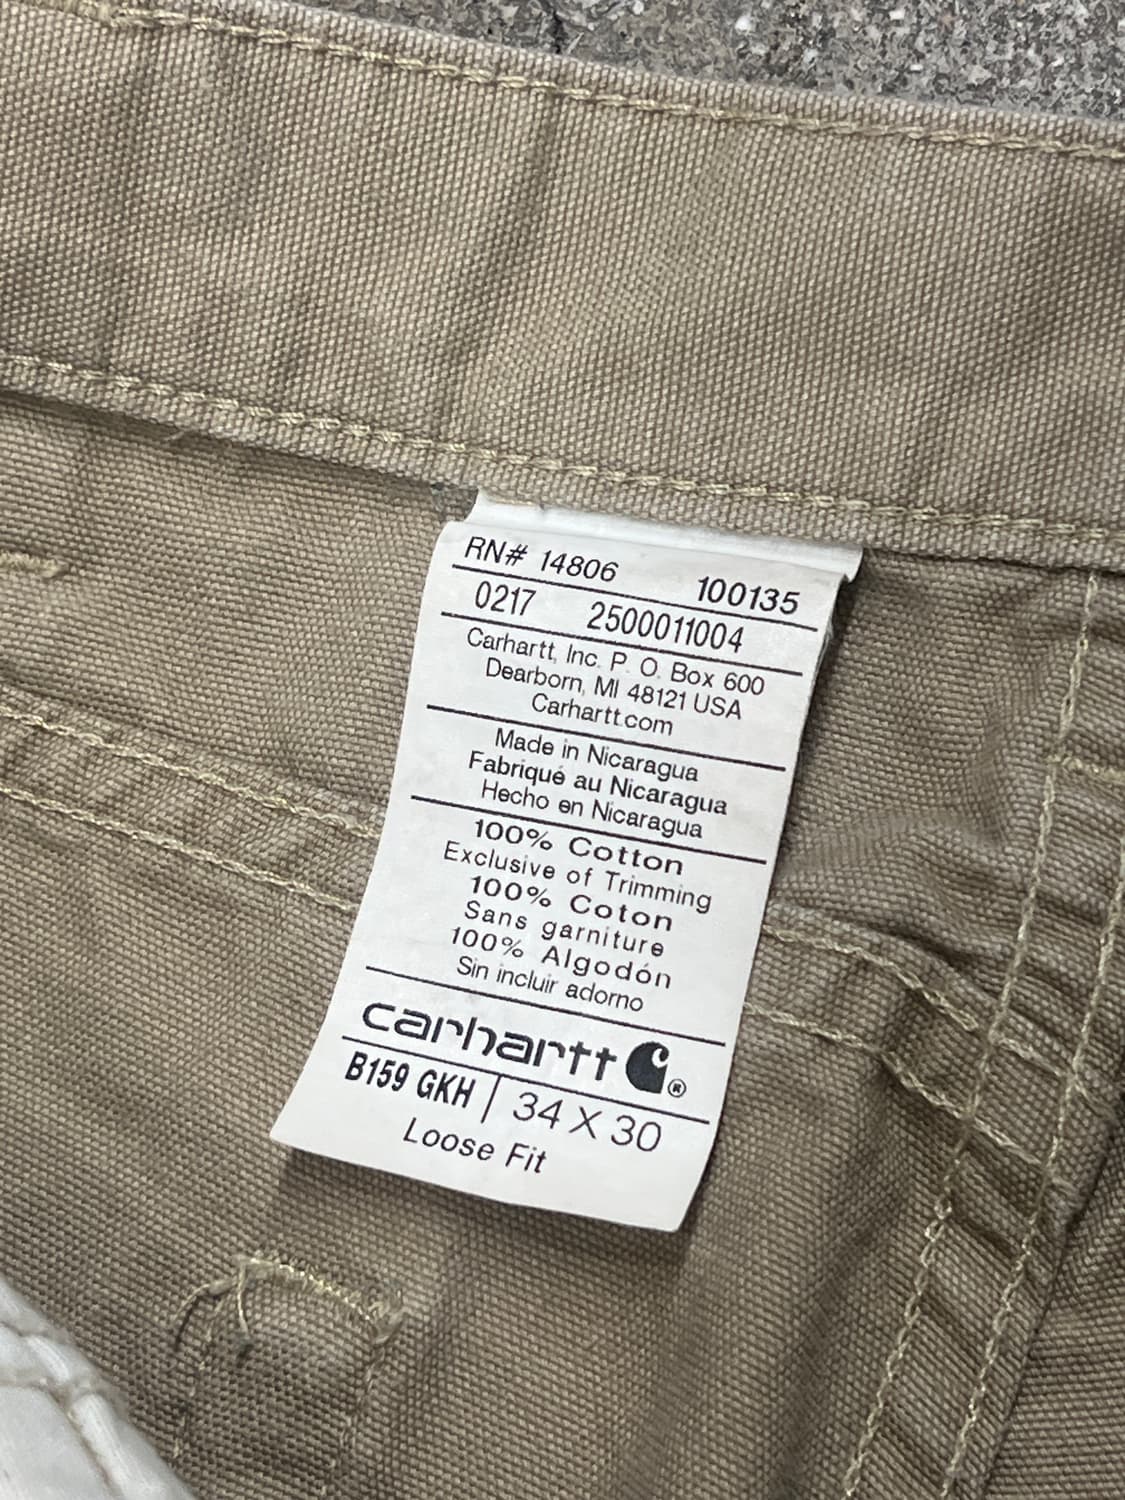 RN# 14806 100135
0217 2500011004
Carhartt, Inc. P. O. Box 600
Dearborn, MI 48121 USA
Carhartt.com
Made in Nicaragua
Fabriqué au Nicaragua
Hecho en Nicaragua
100% Cotton
Exclusive of Trimming
100% Coton
Sans garniture
100% Algodón
Sin incluir adorno
carhartt ®
B159 GKH | 34 X 30
Loose Fit